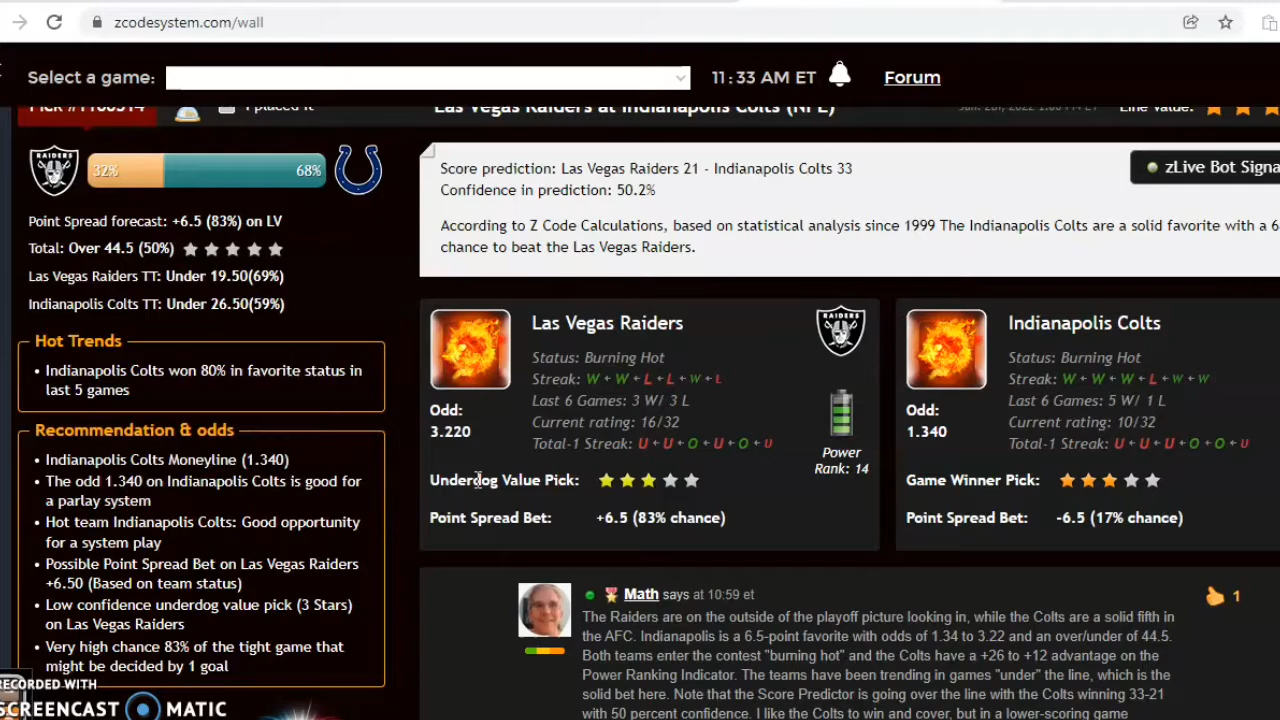 zcodesystem.com/wall
Select a game:
11:33 AM ET
Forum
I placed it
Las Vegas Raiders at Indianapolis Colts (NFL)
Line Value:
RAIDERS
32%
68%
Point Spread forecast: +6.5 (83%) on LV
Total: Over 44.5 (50%)
Las Vegas Raiders TT: Under 19.50(69%)
Indianapolis Colts TT: Under 26.50(59%)
Hot Trends
• Indianapolis Colts won 80% in favorite status in
last 5 games
Recommendation & odds
• Indianapolis Colts Moneyline (1.340)
• The odd 1.340 on Indianapolis Colts is good for
a parlay system
• Hot team Indianapolis Colts: Good opportunity
for a system play
• Possible Point Spread Bet on Las Vegas Raiders
+6.50 (Based on team status)
• Low confidence underdog value pick (3 Stars)
on Las Vegas Raiders
• Very high chance 83% of the tight game that
might be decided by 1 goal
RECORDED WITH
SCREENCAST MATIC
Score prediction: Las Vegas Raiders 21 - Indianapolis Colts 33
Confidence in prediction: 50.2%
zLive Bot Signa
According to Z Code Calculations, based on statistical analysis since 1999 The Indianapolis Colts are a solid favorite with a 6
chance to beat the Las Vegas Raiders.
Las Vegas Raiders
RAIDERS
Status: Burning Hot
Streak: W W L L W L
Last 6 Games: 3 W/ 3 L
Odd:
3.220
Current rating: 16/32
Total-1 Streak: U U O U O U
Power
Rank: 14
Underdog Value Pick:
Point Spread Bet: +6.5 (83% chance)
Indianapolis Colts
Status: Burning Hot
Streak: W W W L W W
Last 6 Games: 5 W/ 1 L
Odd:
1.340
Current rating: 10/32
Total-1 Streak: U U U O O U
Game Winner Pick:
Point Spread Bet: -6.5 (17% chance)
Math says at 10:59 et
1
The Raiders are on the outside of the playoff picture looking in, while the Colts are a solid fifth in
the AFC. Indianapolis is a 6.5-point favorite with odds of 1.34 to 3.22 and an over/under of 44.5.
Both teams enter the contest "burning hot" and the Colts have a +26 to +12 advantage on the
Power Ranking Indicator. The teams have been trending in games "under" the line, which is the
solid bet here. Note that the Score Predictor is going over the line with the Colts winning 33-21
with 50 percent confidence. I like the Colts to win and cover, but in a lower-scoring game